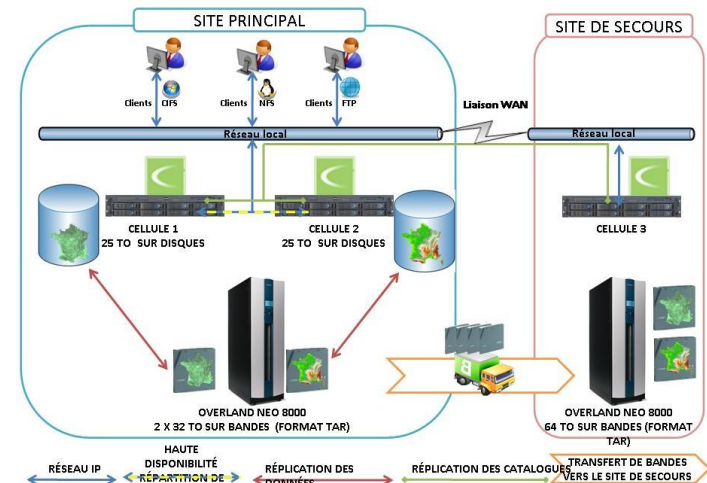 SITE PRINCIPAL
SITE DE SECOURS
Clients CIFS
Clients NFS
Clients FTP
Liaison WAN
Réseau local
Réseau local
CELLULE 1
25 TO SUR DISQUES
CELLULE 2
25 TO SUR DISQUES
CELLULE 3
OVERLAND NEO 8000
2 X 32 TO SUR BANDES (FORMAT TAR)
OVERLAND NEO 8000
64 TO SUR BANDES (FORMAT
TAR)
RÉSEAU IP
HAUTE
DISPONIBILITÉ
RÉPARTITION DE
RÉPLICATION DES
DONNÉES
RÉPLICATION DES CATALOGUES
TRANSFERT DE BANDES
VERS LE SITE DE SECOURS